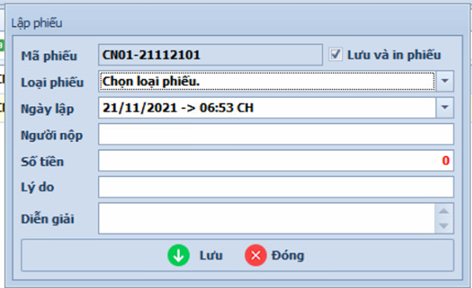 Lập phiếu
Mã phiếu CN01-21112101 Lưu và in phiếu
Loại phiếu Chọn loại phiếu.
Ngày lập 21/11/2021 -> 06:53 CH
Người nộp
Số tiền 0
Lý do
Diễn giải
Lưu Đóng